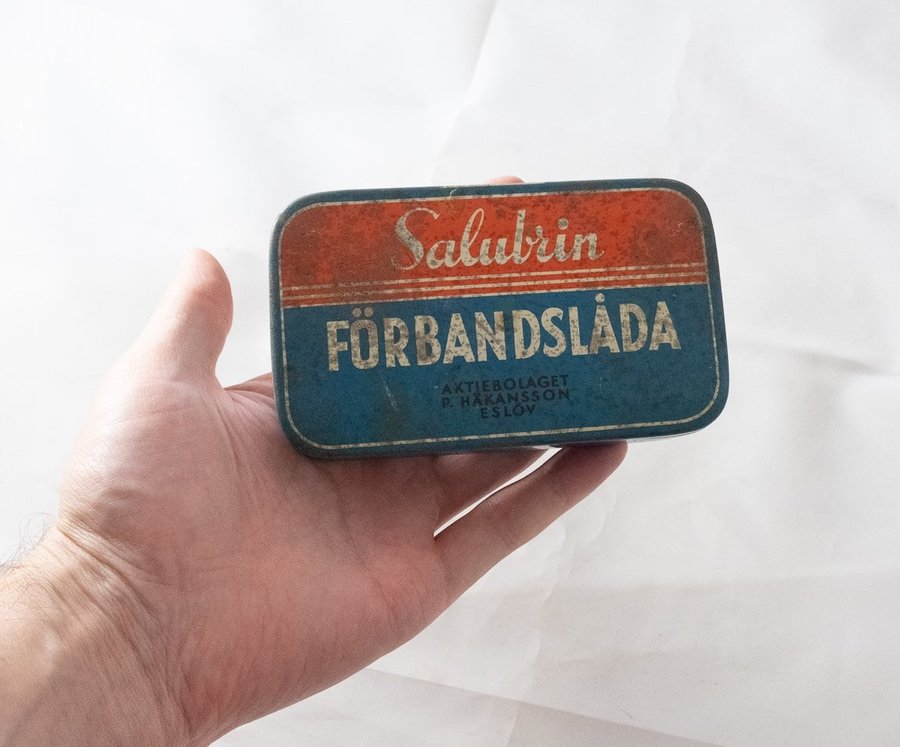 Salubrin
FÖRBANDSLÅDA
AKTIEBOLAGET
P. HÅKANSSON
ESLÖV